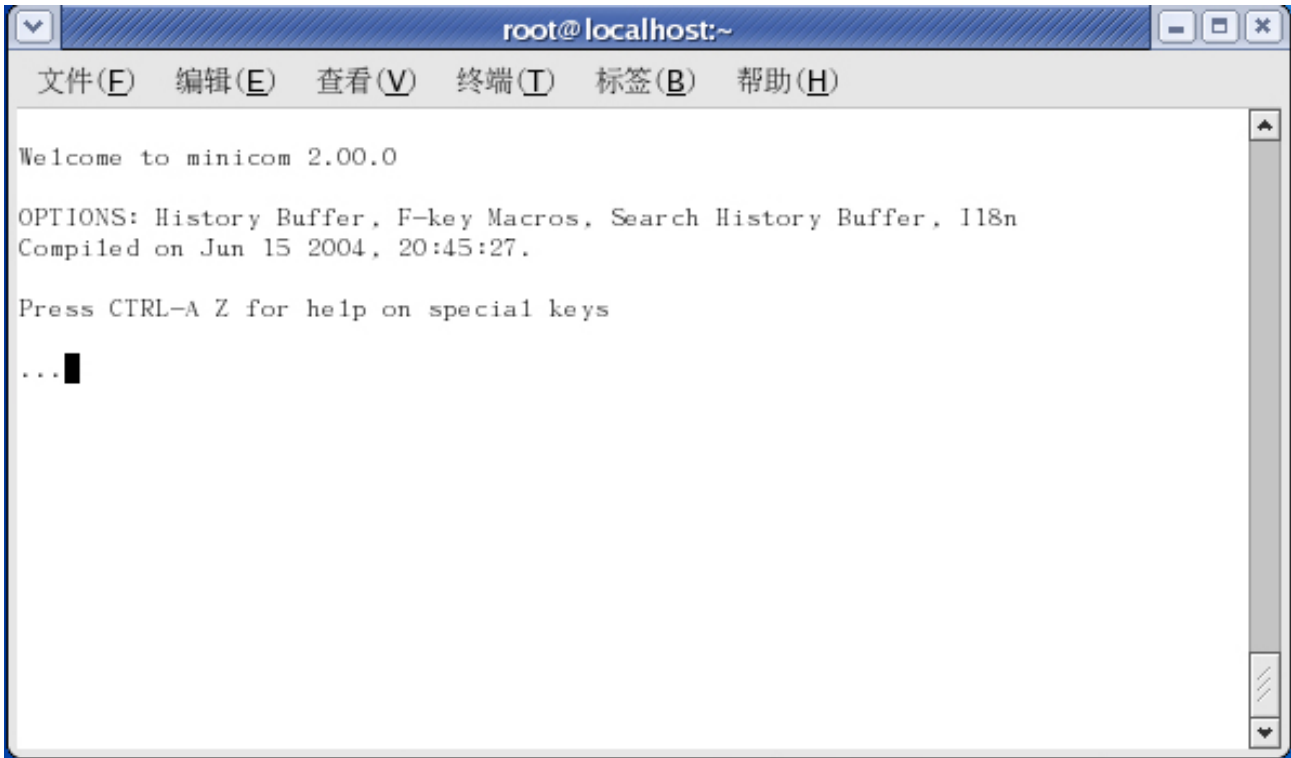 root@localhost:~
文件(F) 编辑(E) 查看(V) 终端(T) 标签(B) 帮助(H)
Welcome to minicom 2.00.0
OPTIONS: History Buffer, F-key Macros, Search History Buffer, I18n
Compiled on Jun 15 2004, 20:45:27.
Press CTRL-A Z for help on special keys
...